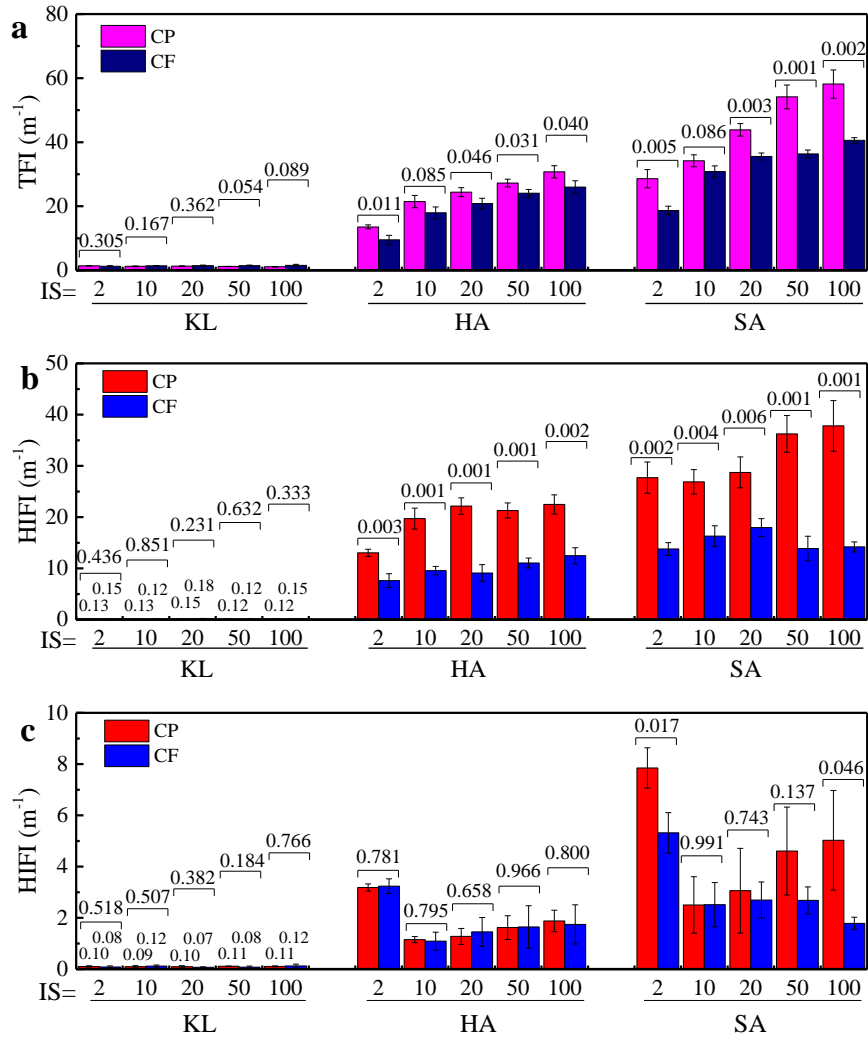 a
CP
CF
TFI (m⁻¹)
80
60
40
20
0
0.305
0.167
0.362
0.054
0.089
0.011
0.085
0.046
0.031
0.040
0.005
0.086
0.003
0.001
0.002
IS= 2 10 20 50 100 2 10 20 50 100 2 10 20 50 100
KL HA SA
b
CP
CF
HIFI (m⁻¹)
50
40
30
20
10
0
0.436
0.851
0.231
0.632
0.333
0.15 0.12 0.18 0.12 0.15
0.13 0.13 0.15 0.12 0.12
0.003
0.001
0.001
0.001
0.002
0.002
0.004
0.006
0.001
0.001
IS= 2 10 20 50 100 2 10 20 50 100 2 10 20 50 100
KL HA SA
c
CP
CF
HIFI (m⁻¹)
10
8
6
4
2
0
0.518
0.507
0.382
0.184
0.766
0.08 0.12 0.07 0.08 0.12
0.10 0.09 0.10 0.11 0.11
0.781
0.795
0.658
0.966
0.800
0.017
0.991
0.743
0.137
0.046
IS= 2 10 20 50 100 2 10 20 50 100 2 10 20 50 100
KL HA SA